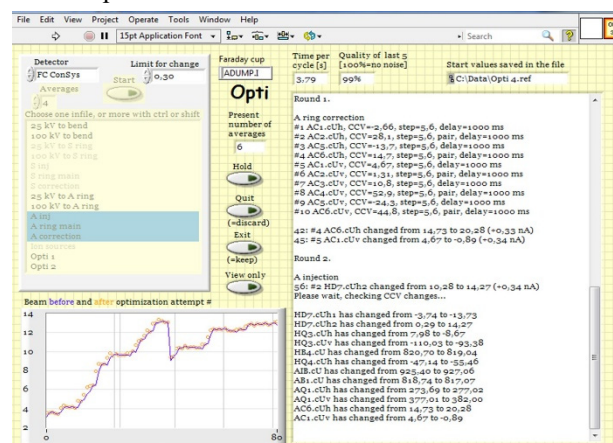 File Edit View Project Operate Tools Window Help
15pt Application Font
Search
Detector
FC ConSys
Limit for change
0,30
Averages
4
Start
Choose one infile, or more with ctrl or shift
25 kV to bend
100 kV to bend
25 kV to S ring
100 kV to S ring
S inj
S ring main
S correction
25 kV to A ring
100 kV to A ring
A inj
A ring main
A correction
Ion sources
Opti 1
Opti 2
Faraday cup
ADUMP.I
Opti
Present
number of
averages
6
Hold
Quit
(=discard)
Exit
(=keep)
View only
Time per
cycle [s]
3,79
Quality of last 5
[100%=no noise]
99%
Start values saved in the file
C:\Data\Opti 4.ref
Round 1.
A ring correction
#1 AC1.cUh, CCV=-2,66, step=5,6, delay=1000 ms
#2 AC2.cUh, CCV=28,1, step=5,6, pair, delay=1000 ms
#3 AC5.cUh, CCV=-13,7, step=5,6, delay=1000 ms
#4 AC6.cUh, CCV=14,7, step=5,6, pair, delay=1000 ms
#5 AC1.cUv, CCV=4,67, step=5,6, delay=1000 ms
#6 AC2.cUv, CCV=1,31, step=5,6, pair, delay=1000 ms
#7 AC3.cUv, CCV=10,8, step=5,6, delay=1000 ms
#8 AC4.cUv, CCV=52,9, step=5,6, pair, delay=1000 ms
#9 AC5.cUv, CCV=-24,3, step=5,6, delay=1000 ms
#10 AC6.cUv, CCV=44,8, step=5,6, pair, delay=1000 ms
42: #4 AC6.cUh changed from 14,73 to 20,28 (+0,33 nA)
45: #5 AC1.cUv changed from 4,67 to -0,89 (+0,34 nA)
Round 2.
A injection
56: #2 HD7.cUh2 changed from 10,28 to 14,27 (+0,34 nA)
Please wait, checking CCV changes...
HD7.cUh1 has changed from -3,74 to -13,73
HD7.cUh2 has changed from 0,29 to 14,27
HQ3.cUh has changed from 7,98 to -8,67
HQ3.cUv has changed from -110,03 to -93,38
HB4.cU has changed from 820,70 to 819,04
HQ4.cUh has changed from -47,14 to -55,46
AIB.cU has changed from 925,40 to 927,06
AB1.cU has changed from 818,74 to 817,07
AQ1.cUh has changed from 273,69 to 277,02
AQ1.cUv has changed from 377,01 to 382,00
AC6.cUh has changed from 14,73 to 20,28
AC1.cUv has changed from 4,67 to -0,89
Beam before and after optimization attempt #
14
12
10
8
6
4
2
0
80